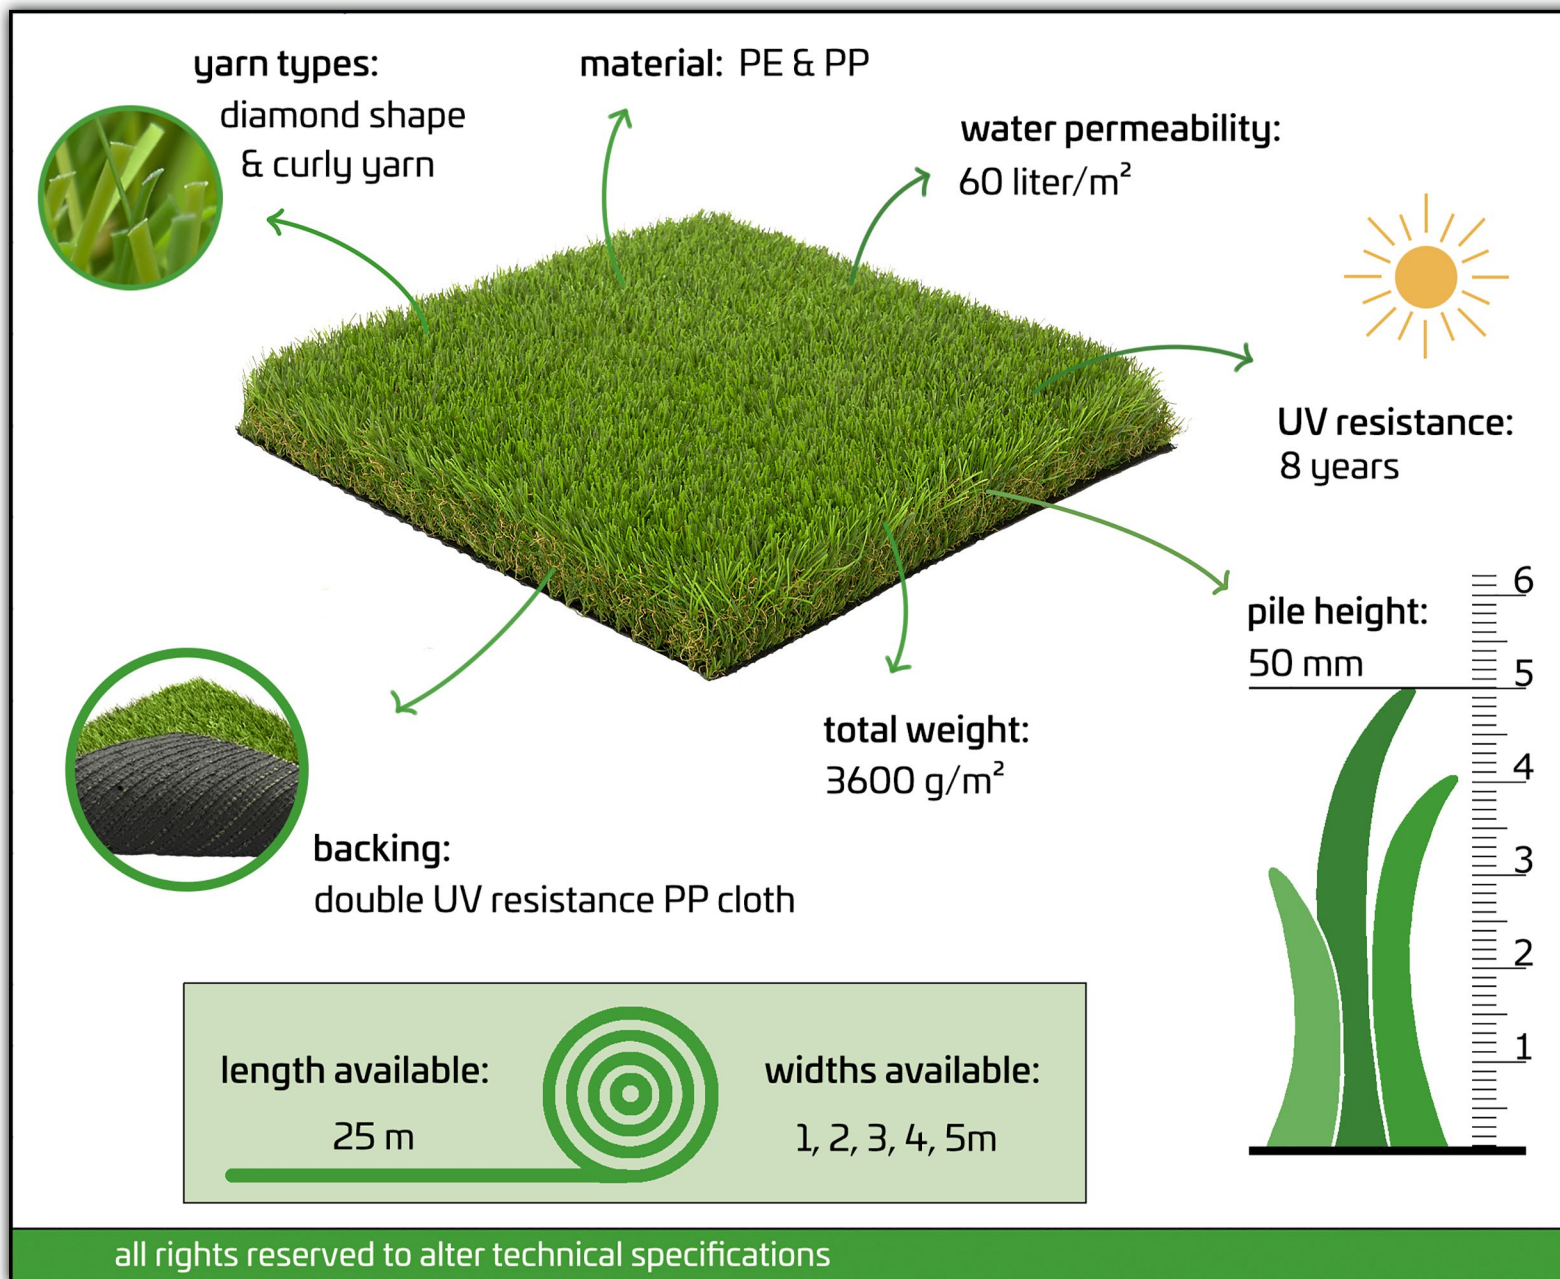 yarn types:
diamond shape
& curly yarn
material: PE & PP
water permeability:
60 liter/m²
UV resistance:
8 years
pile height:
50 mm
6
5
4
3
2
1
total weight:
3600 g/m²
backing:
double UV resistance PP cloth
length available:
25 m
widths available:
1, 2, 3, 4, 5m
all rights reserved to alter technical specifications